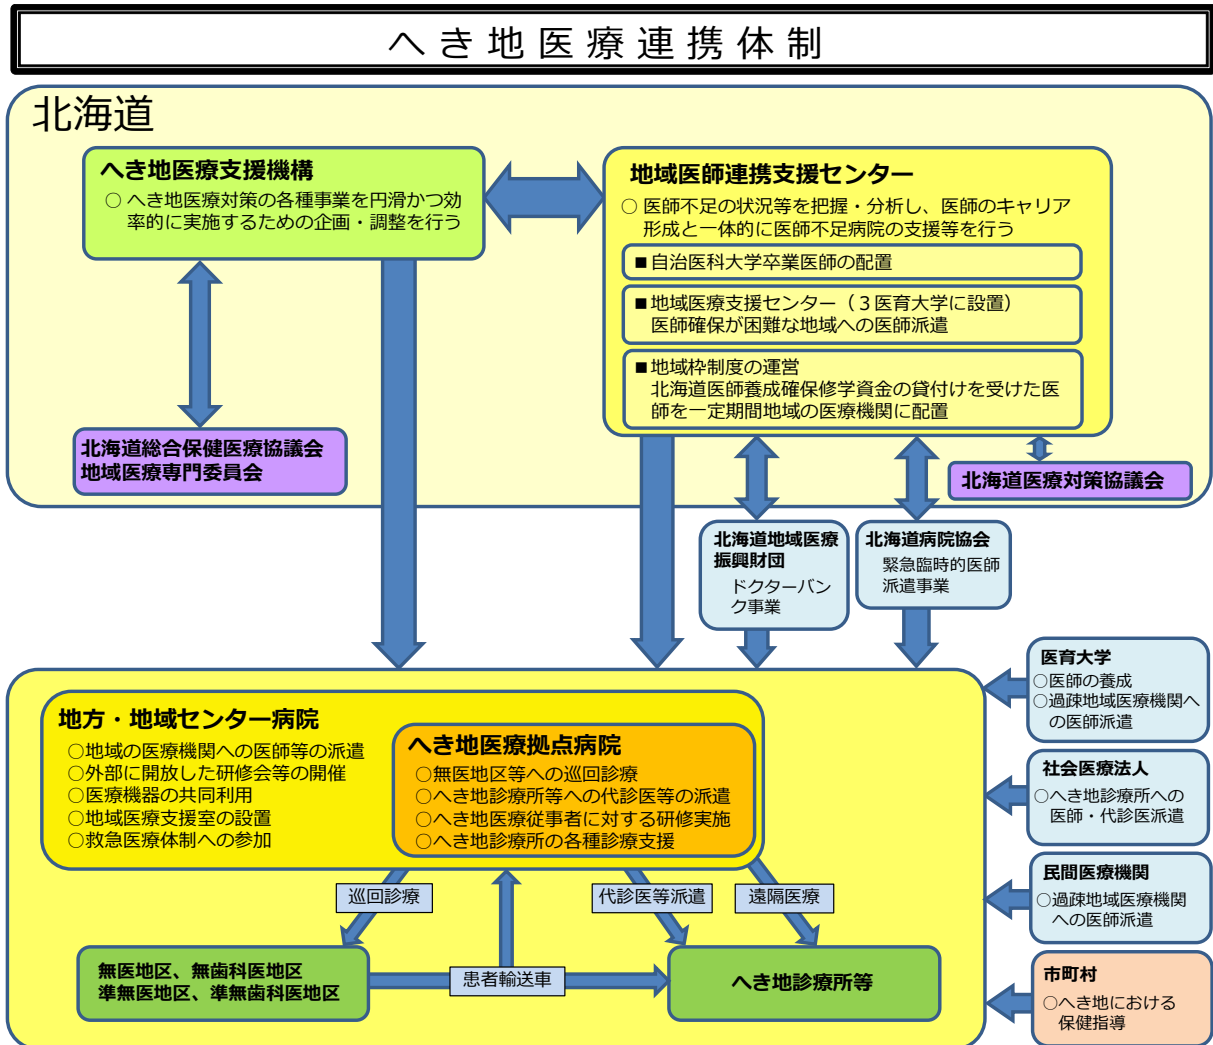 へき地医療連携体制
北海道
へき地医療支援機構
○ へき地医療対策の各種事業を円滑かつ効
率的に実施するための企画・調整を行う
地域医師連携支援センター
○ 医師不足の状況等を把握・分析し、医師のキャリア
形成と一体的に医師不足病院の支援等を行う
■自治医科大学卒業医師の配置
■地域医療支援センター（３医育大学に設置）
医師確保が困難な地域への医師派遣
■地域枠制度の運営
北海道医師養成確保修学資金の貸付けを受けた医
師を一定期間地域の医療機関に配置
北海道総合保健医療協議会
地域医療専門委員会
北海道医療対策協議会
北海道地域医療
振興財団
ドクターバン
ク事業
北海道病院協会
緊急臨時的医師
派遣事業
地方・地域センター病院
○地域の医療機関への医師等の派遣
○外部に開放した研修会等の開催
○医療機器の共同利用
○地域医療支援室の設置
○救急医療体制への参加
へき地医療拠点病院
○無医地区等への巡回診療
○へき地診療所等への代診医等の派遣
○へき地医療従事者に対する研修実施
○へき地診療所の各種診療支援
巡回診療
代診医等派遣
遠隔医療
無医地区、無歯科医地区
準無医地区、準無歯科医地区
患者輸送車
へき地診療所等
医育大学
○医師の養成
○過疎地域医療機関へ
の医師派遣
社会医療法人
○へき地診療所への
医師・代診医派遣
民間医療機関
○過疎地域医療機関
への医師派遣
市町村
○へき地における
保健指導